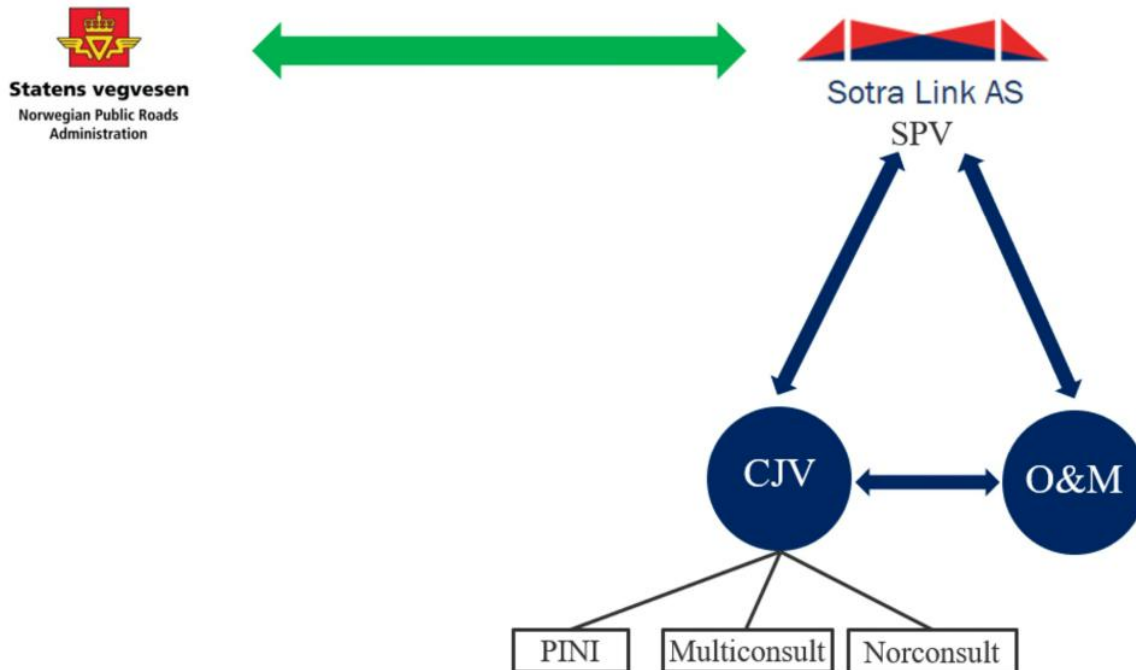 Statens vegvesen
Norwegian Public Roads
Administration
Sotra Link AS
SPV
CJV
O&M
PINI
Multiconsult
Norconsult